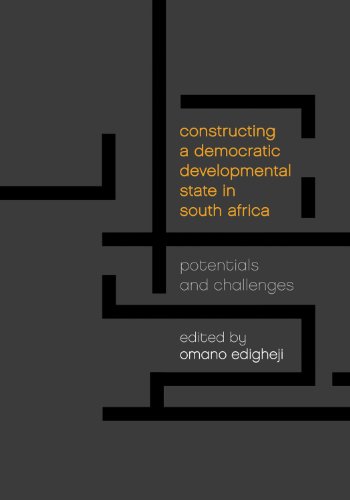 constructing
a democratic
developmental
state in
south africa
potentials
and challenges
edited by
omano edigheji